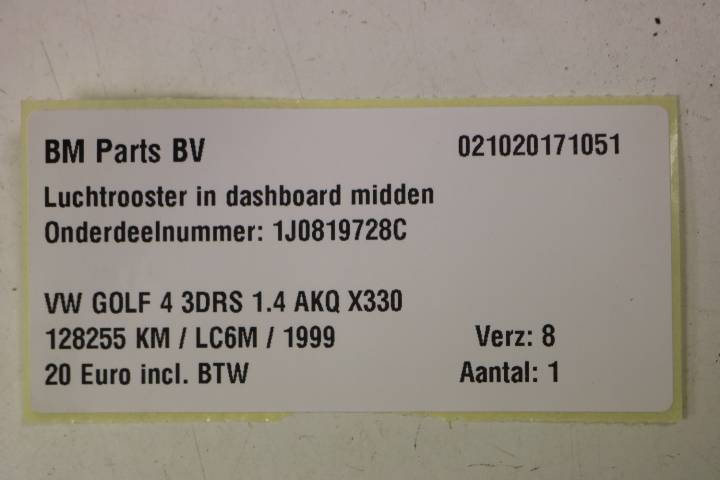 BM Parts BV 021020171051
Luchtrooster in dashboard midden
Onderdeelnummer: 1J0819728C
VW GOLF 4 3DRS 1.4 AKQ X330
128255 KM / LC6M / 1999 Verz: 8
20 Euro incl. BTW Aantal: 1